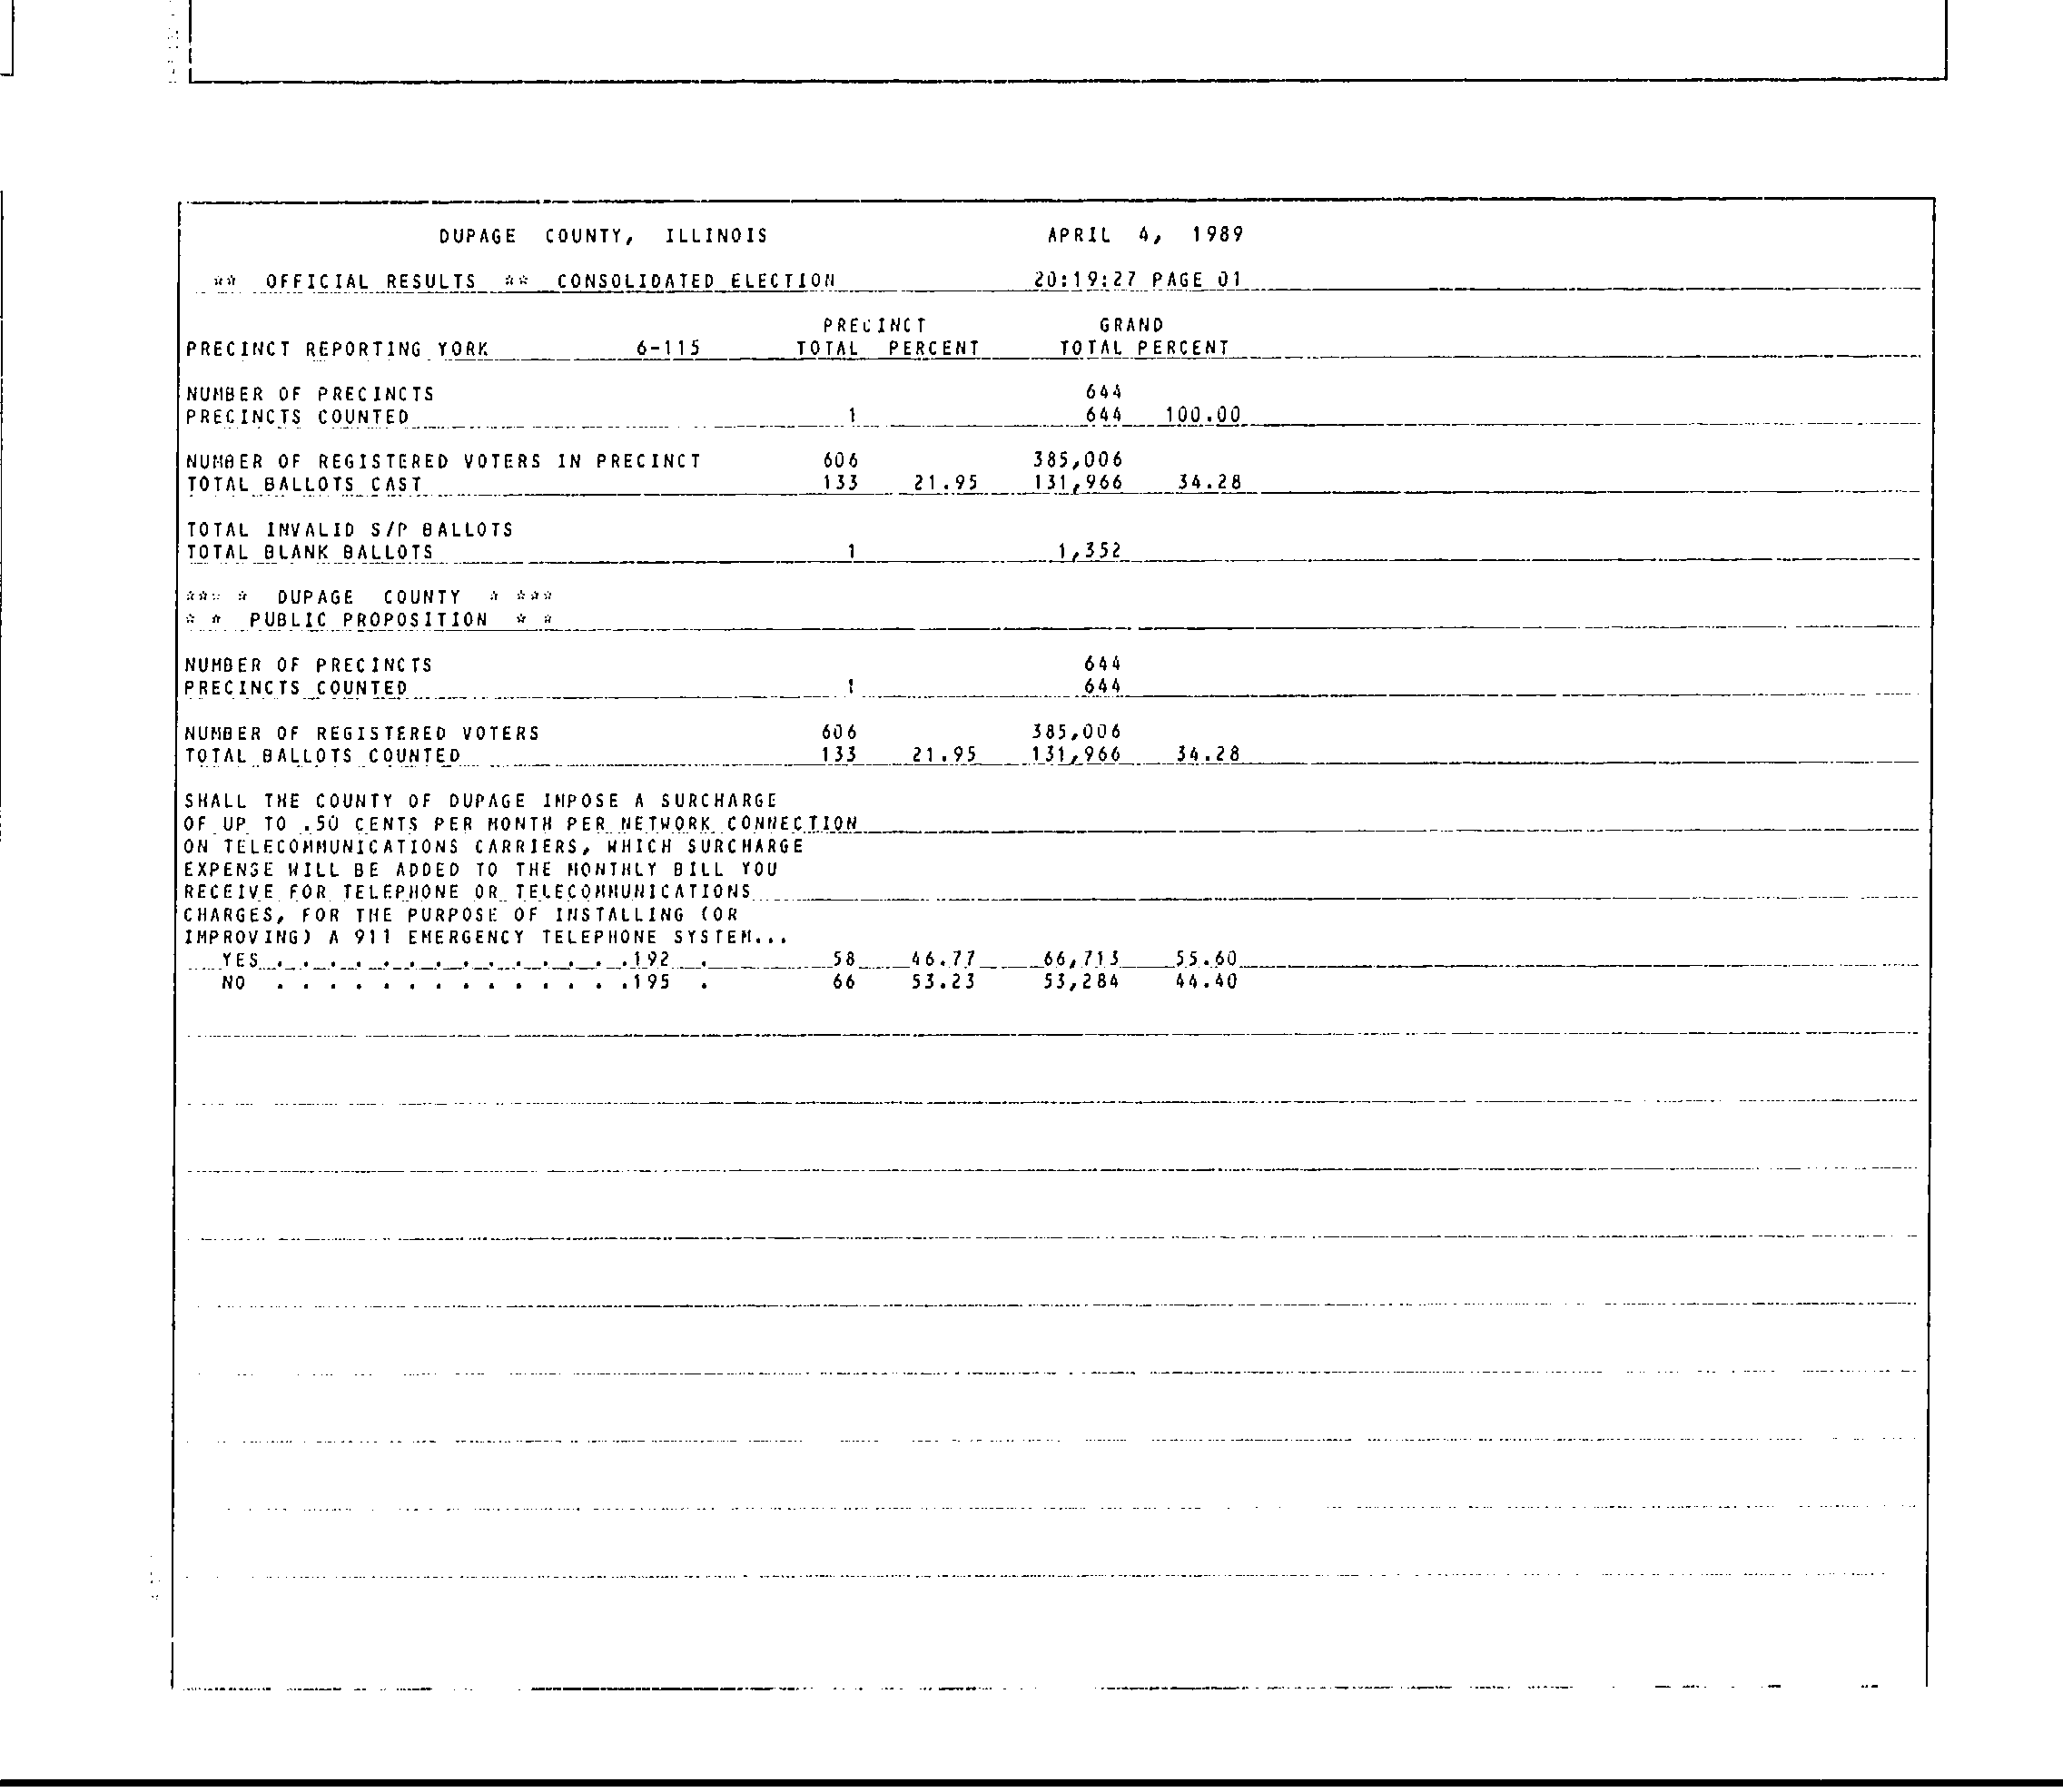 DUPAGE COUNTY, ILLINOIS APRIL 4, 1989
** OFFICIAL RESULTS ** CONSOLIDATED ELECTION 20:19:27 PAGE 01
PRECINCT GRAND
PRECINCT REPORTING YORK 6-115 TOTAL PERCENT TOTAL PERCENT
NUMBER OF PRECINCTS 644
PRECINCTS COUNTED 1 644 100.00
NUMBER OF REGISTERED VOTERS IN PRECINCT 606 385,006
TOTAL BALLOTS CAST 133 21.95 131,966 34.28
TOTAL INVALID S/P BALLOTS
TOTAL BLANK BALLOTS 1 1,352
*** * DUPAGE COUNTY * ***
* * PUBLIC PROPOSITION * *
NUMBER OF PRECINCTS 644
PRECINCTS COUNTED 1 644
NUMBER OF REGISTERED VOTERS 606 385,006
TOTAL BALLOTS COUNTED 133 21.95 131,966 34.28
SHALL THE COUNTY OF DUPAGE IMPOSE A SURCHARGE
OF UP TO .50 CENTS PER MONTH PER NETWORK CONNECTION
ON TELECOMMUNICATIONS CARRIERS, WHICH SURCHARGE
EXPENSE WILL BE ADDED TO THE MONTHLY BILL YOU
RECEIVE FOR TELEPHONE OR TELECOMMUNICATIONS
CHARGES, FOR THE PURPOSE OF INSTALLING (OR
IMPROVING) A 911 EMERGENCY TELEPHONE SYSTEM...
YES . . . . . . . . . . . . . .192 . 58 46.77 66,713 55.60
NO . . . . . . . . . . . . . .195 . 66 53.23 53,284 44.40